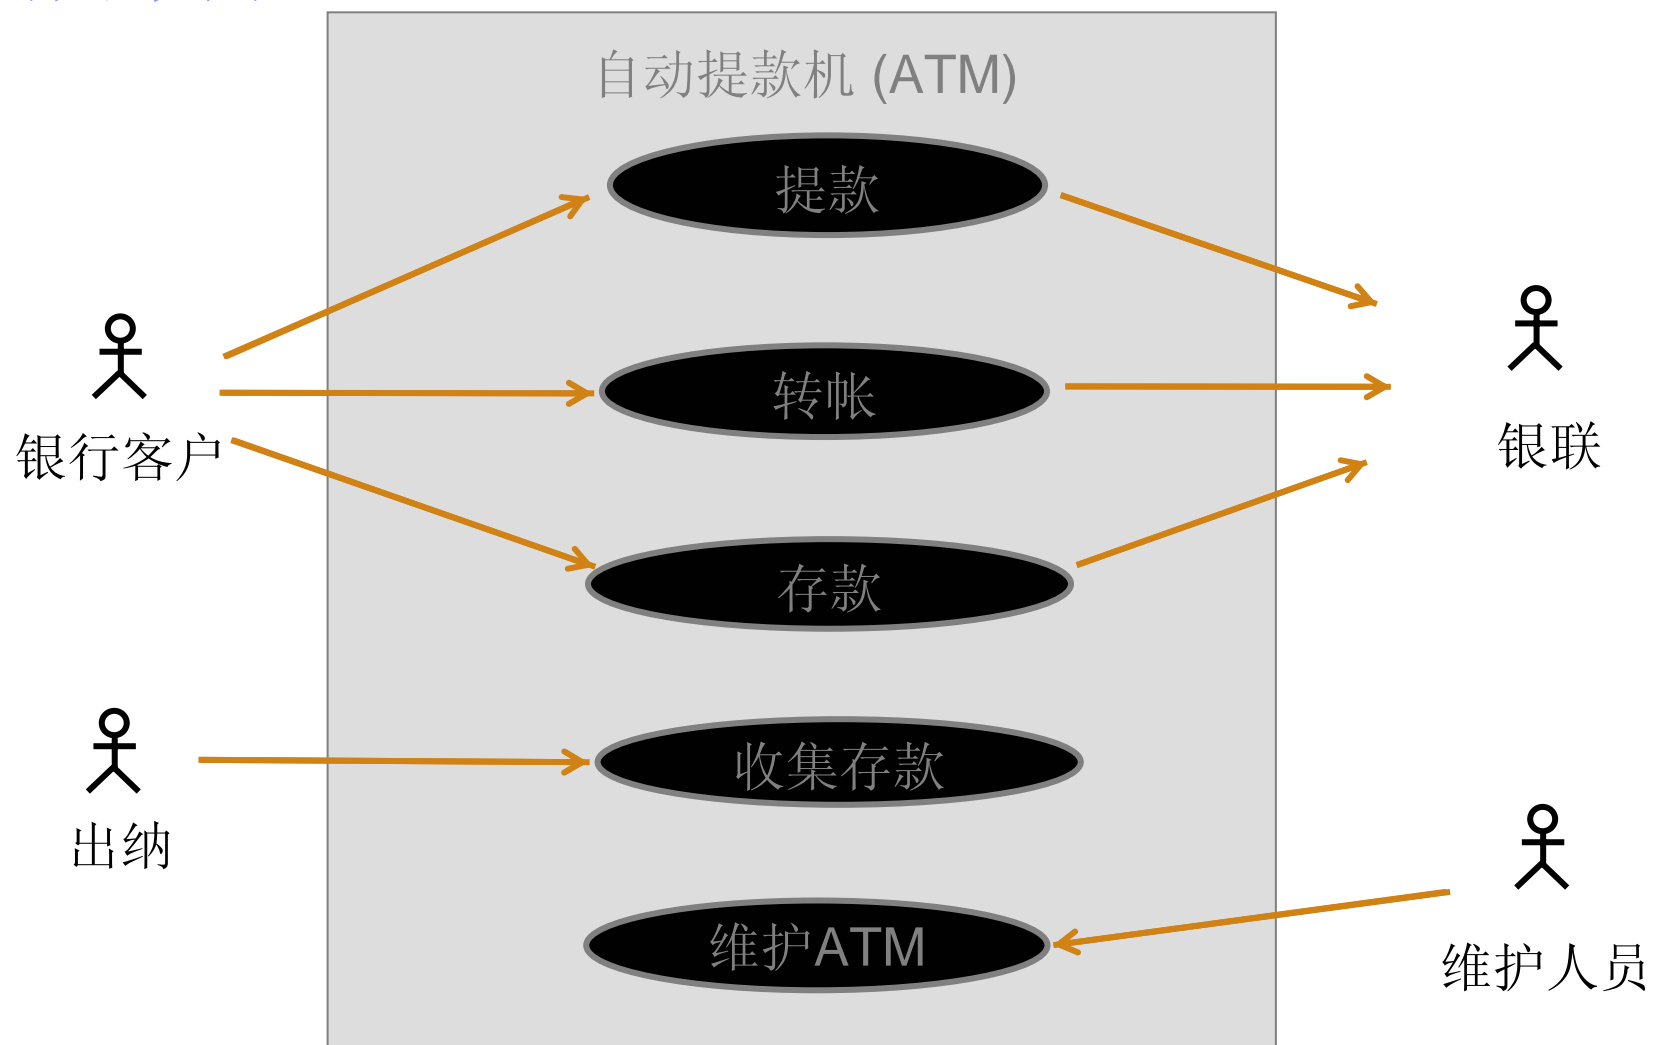 自动提款机 (ATM)
提款
转帐
银行客户
银联
存款
收集存款
出纳
维护ATM
维护人员